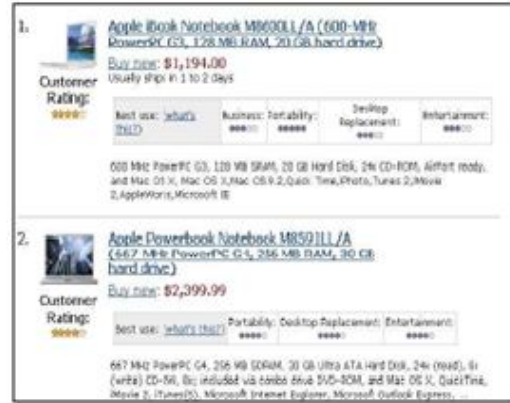 1.
Apple iBook Notebook M8600LL/A (600-MHz
PowerPC G3, 128 MB RAM, 20 GB hard drive)
Buy new: $1,194.00
Usually ships in 1 to 2 days
Customer
Rating:
Best use: (what's this?) Business: Portability: Desktop Replacement: Entertainment:
600 MHz PowerPC G3, 128 MB SRAM, 20 GB Hard Disk, 24x CD-ROM, AirPort ready,
and Mac OS X, Mac OS X, Mac OS 9.2, Quick Time, iPhoto, iTunes 2, iMovie
2, AppleWorks, Microsoft IE
2.
Apple Powerbook Notebook M8591LL/A
(667 MHz PowerPC G4, 256 MB RAM, 30 GB
hard drive)
Buy new: $2,399.99
Customer
Rating:
Best use: (what's this?) Portability: Desktop Replacement: Entertainment:
667 MHz PowerPC G4, 256 MB SDRAM, 30 GB Ultra ATA Hard Disk, 24x (read), 8x
(write) CD-RW, 8x; included via combo drive DVD-ROM, and Mac OS X, QuickTime,
iMovie 2, iTunes(5), Microsoft Internet Explorer, Microsoft Outlook Express, ...